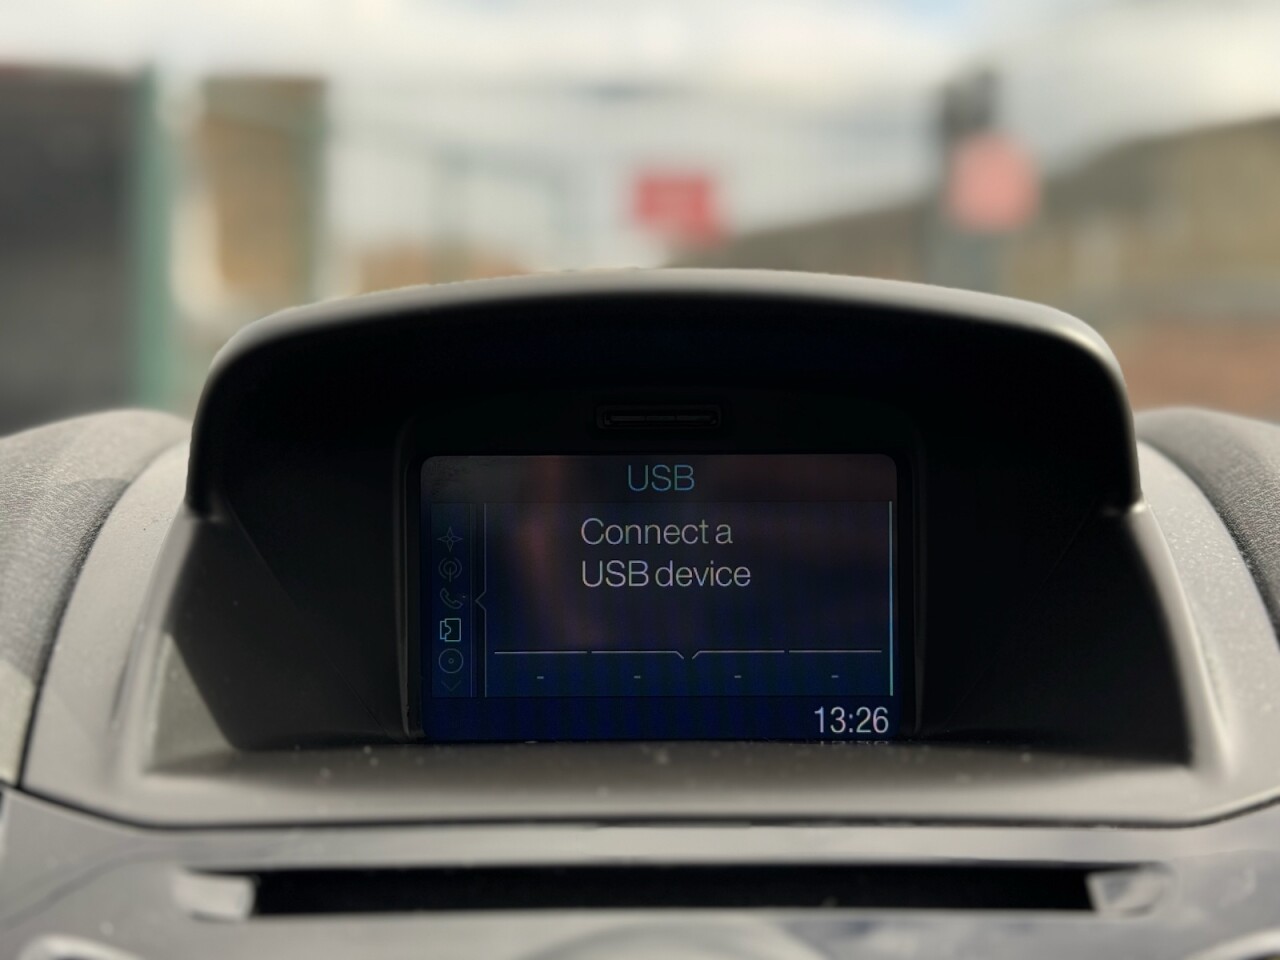 USB
Connect a
USB device
- - - -
13:26